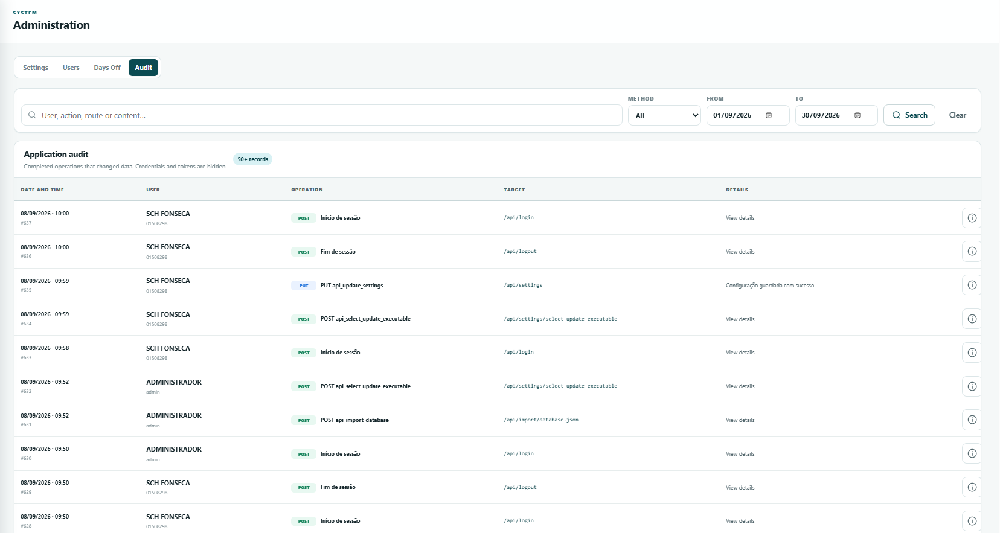 SYSTEM
Administration
Settings Users Days Off Audit
METHOD FROM TO
User, action, route or content... All 01/09/2026 30/09/2026 Search Clear
Application audit
Completed operations that changed data. Credentials and tokens are hidden. 50+ records
DATE AND TIME USER OPERATION TARGET DETAILS
08/09/2026 · 10:00 SCH FONSECA POST Início de sessão /api/login View details
#637 01508298
08/09/2026 · 10:00 SCH FONSECA POST Fim de sessão /api/logout View details
#636 01508298
08/09/2026 · 09:59 SCH FONSECA PUT PUT api_update_settings /api/settings Configuração guardada com sucesso.
#635 01508298
08/09/2026 · 09:59 SCH FONSECA POST POST api_select_update_executable /api/settings/select-update-executable View details
#634 01508298
08/09/2026 · 09:58 SCH FONSECA POST Início de sessão /api/login View details
#633 01508298
08/09/2026 · 09:52 ADMINISTRADOR POST POST api_select_update_executable /api/settings/select-update-executable View details
#632 admin
08/09/2026 · 09:52 ADMINISTRADOR POST POST api_import_database /api/import/database.json View details
#631 admin
08/09/2026 · 09:50 ADMINISTRADOR POST Início de sessão /api/login View details
#630 admin
08/09/2026 · 09:50 SCH FONSECA POST Fim de sessão /api/logout View details
#629 01508298
08/09/2026 · 09:50 SCH FONSECA POST Início de sessão /api/login View details
#628 01508298